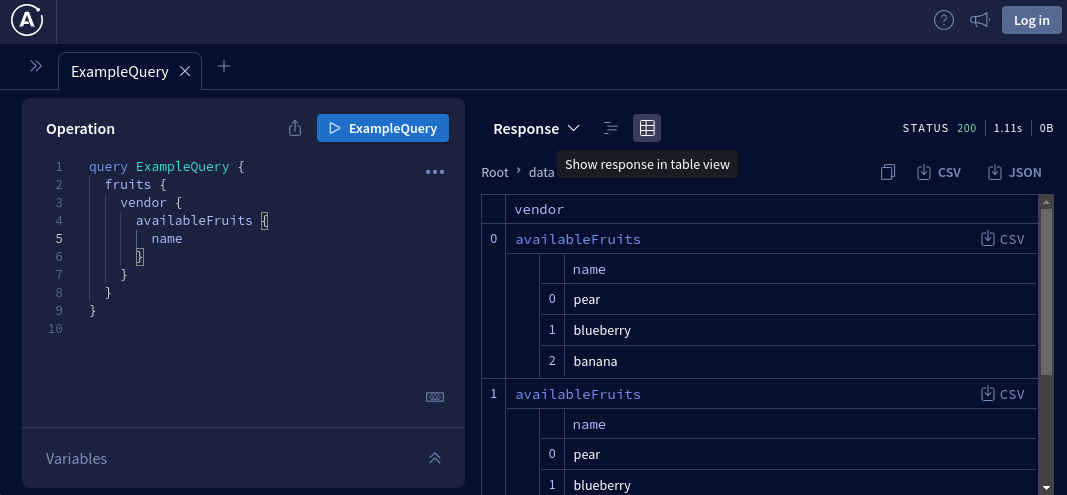 A
Log in
ExampleQuery
Operation
ExampleQuery
1 query ExampleQuery {
2 fruits {
3 vendor {
4 availableFruits {
5 name
6 }
7 }
8 }
9 }
10
Variables
Response
STATUS 200 1.11s 0B
Show response in table view
Root data
CSV JSON
vendor
0 availableFruits CSV
name
0 pear
1 blueberry
2 banana
1 availableFruits CSV
name
0 pear
1 blueberry